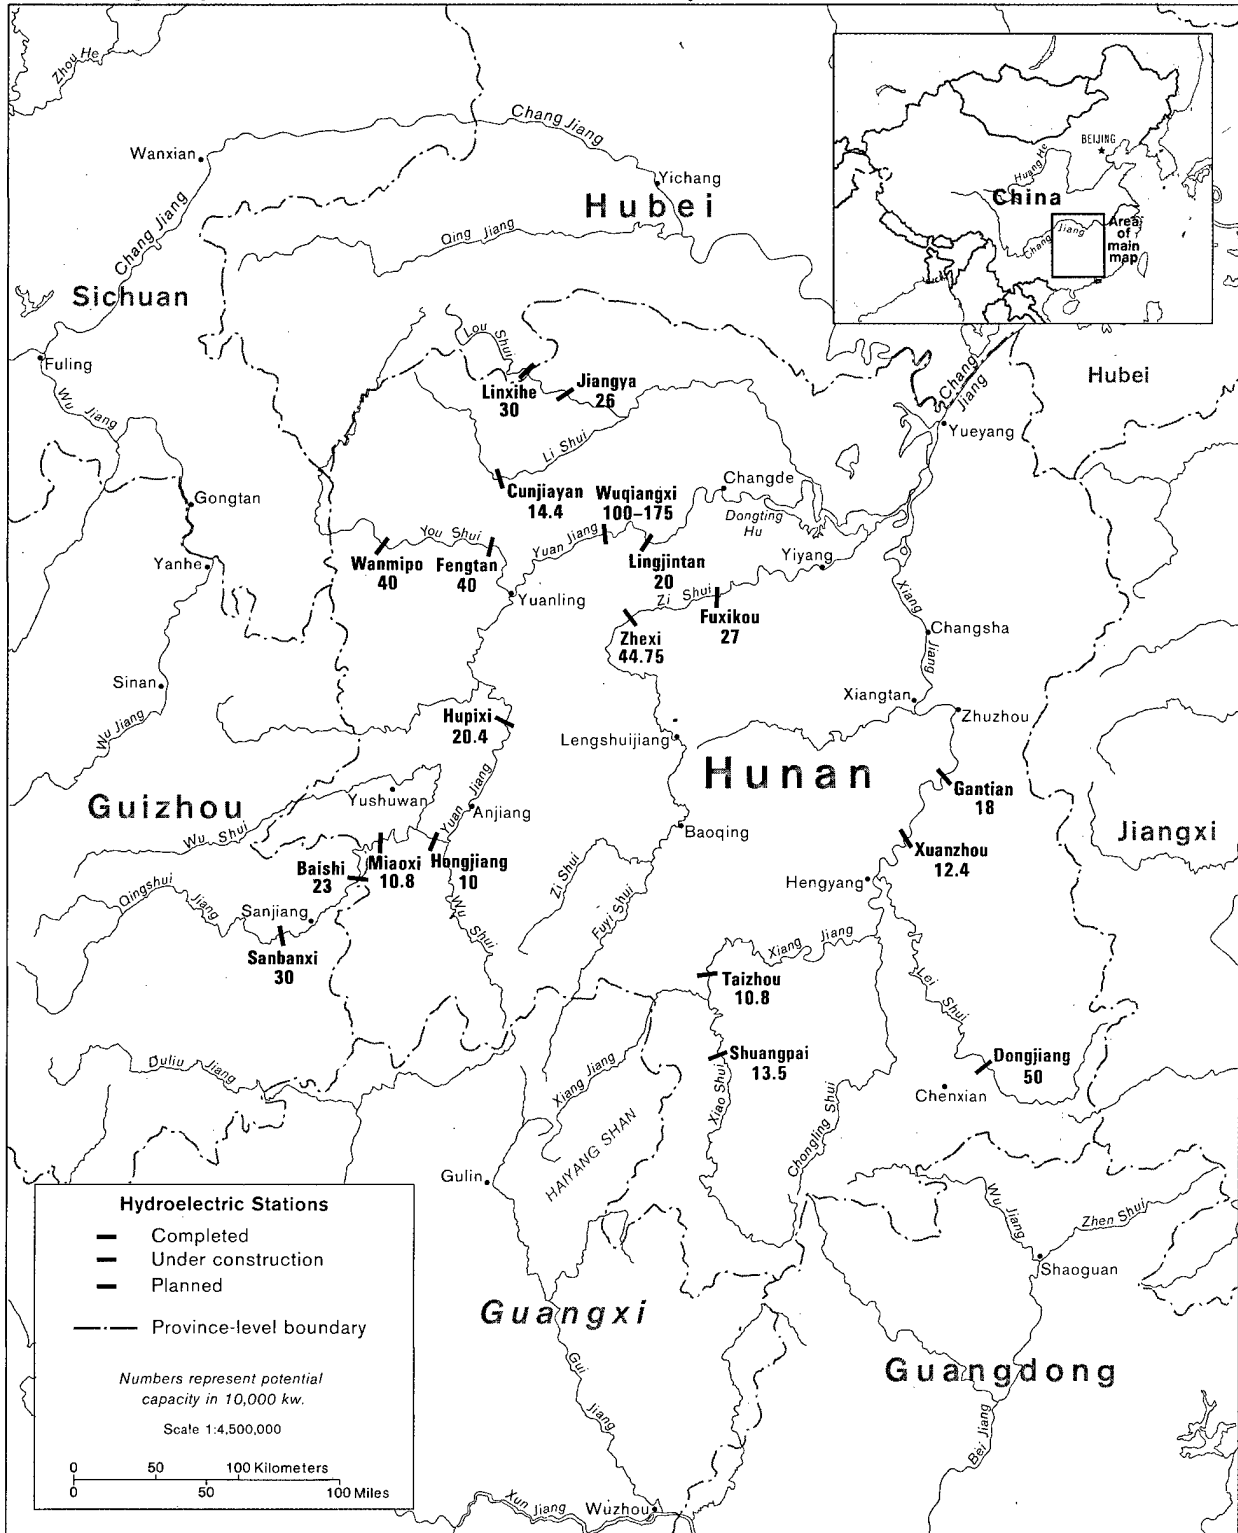 Zhou He
Chang Jiang
Wanxian
Yichang
Hubei
Chang Jiang
Qing Jiang
Sichuan
BEIJING
Huang He
China
Chang Jiang
Area
of
main
map
Fuling
Wu Jiang
Lou Shui
Linxihe
30
Jiangya
26
Chang Jiang
Hubei
Yueyang
Li Shui
Gongtan
Cunjiayan
14.4
Wuqiangxi
100–175
Changde
Dongting
Hu
You Shui
Yuan Jiang
Yanhe
Wanmipo
40
Fengtan
40
Lingjintan
20
Yiyang
Yuanling
Zi Shui
Fuxikou
27
Xiang Jiang
Zhexi
44.75
Changsha
Sinan
Wu Jiang
Xiangtan
Zhuzhou
Hupixi
20.4
Lengshuijiang
Hunan
Gantian
18
Guizhou
Yushuwan
Yuan Jiang
Anjiang
Baoqing
Jiangxi
Wu Shui
Xuanzhou
12.4
Baishi
23
Miaoxi
10.8
Hongjiang
10
Zi Shui
Hengyang
Qingshui Jiang
Sanjiang
Wu Shui
Fuyi Shui
Sanbanxi
30
Xiang Jiang
Lei Shui
Taizhou
10.8
Duliu Jiang
Shuangpai
13.5
Dongjiang
50
Chenxian
Xiang Jiang
Xiao Shui
Chongling Shui
HAIYANG SHAN
Gulin
Wu Jiang
Zhen Shui
Shaoguan
Guangxi
Guangdong
Gui Jiang
Bei Jiang
Xun Jiang
Wuzhou
Hydroelectric Stations
Completed
Under construction
Planned
Province-level boundary
Numbers represent potential
capacity in 10,000 kw.
Scale 1:4,500,000
0 50 100 Kilometers
0 50 100 Miles